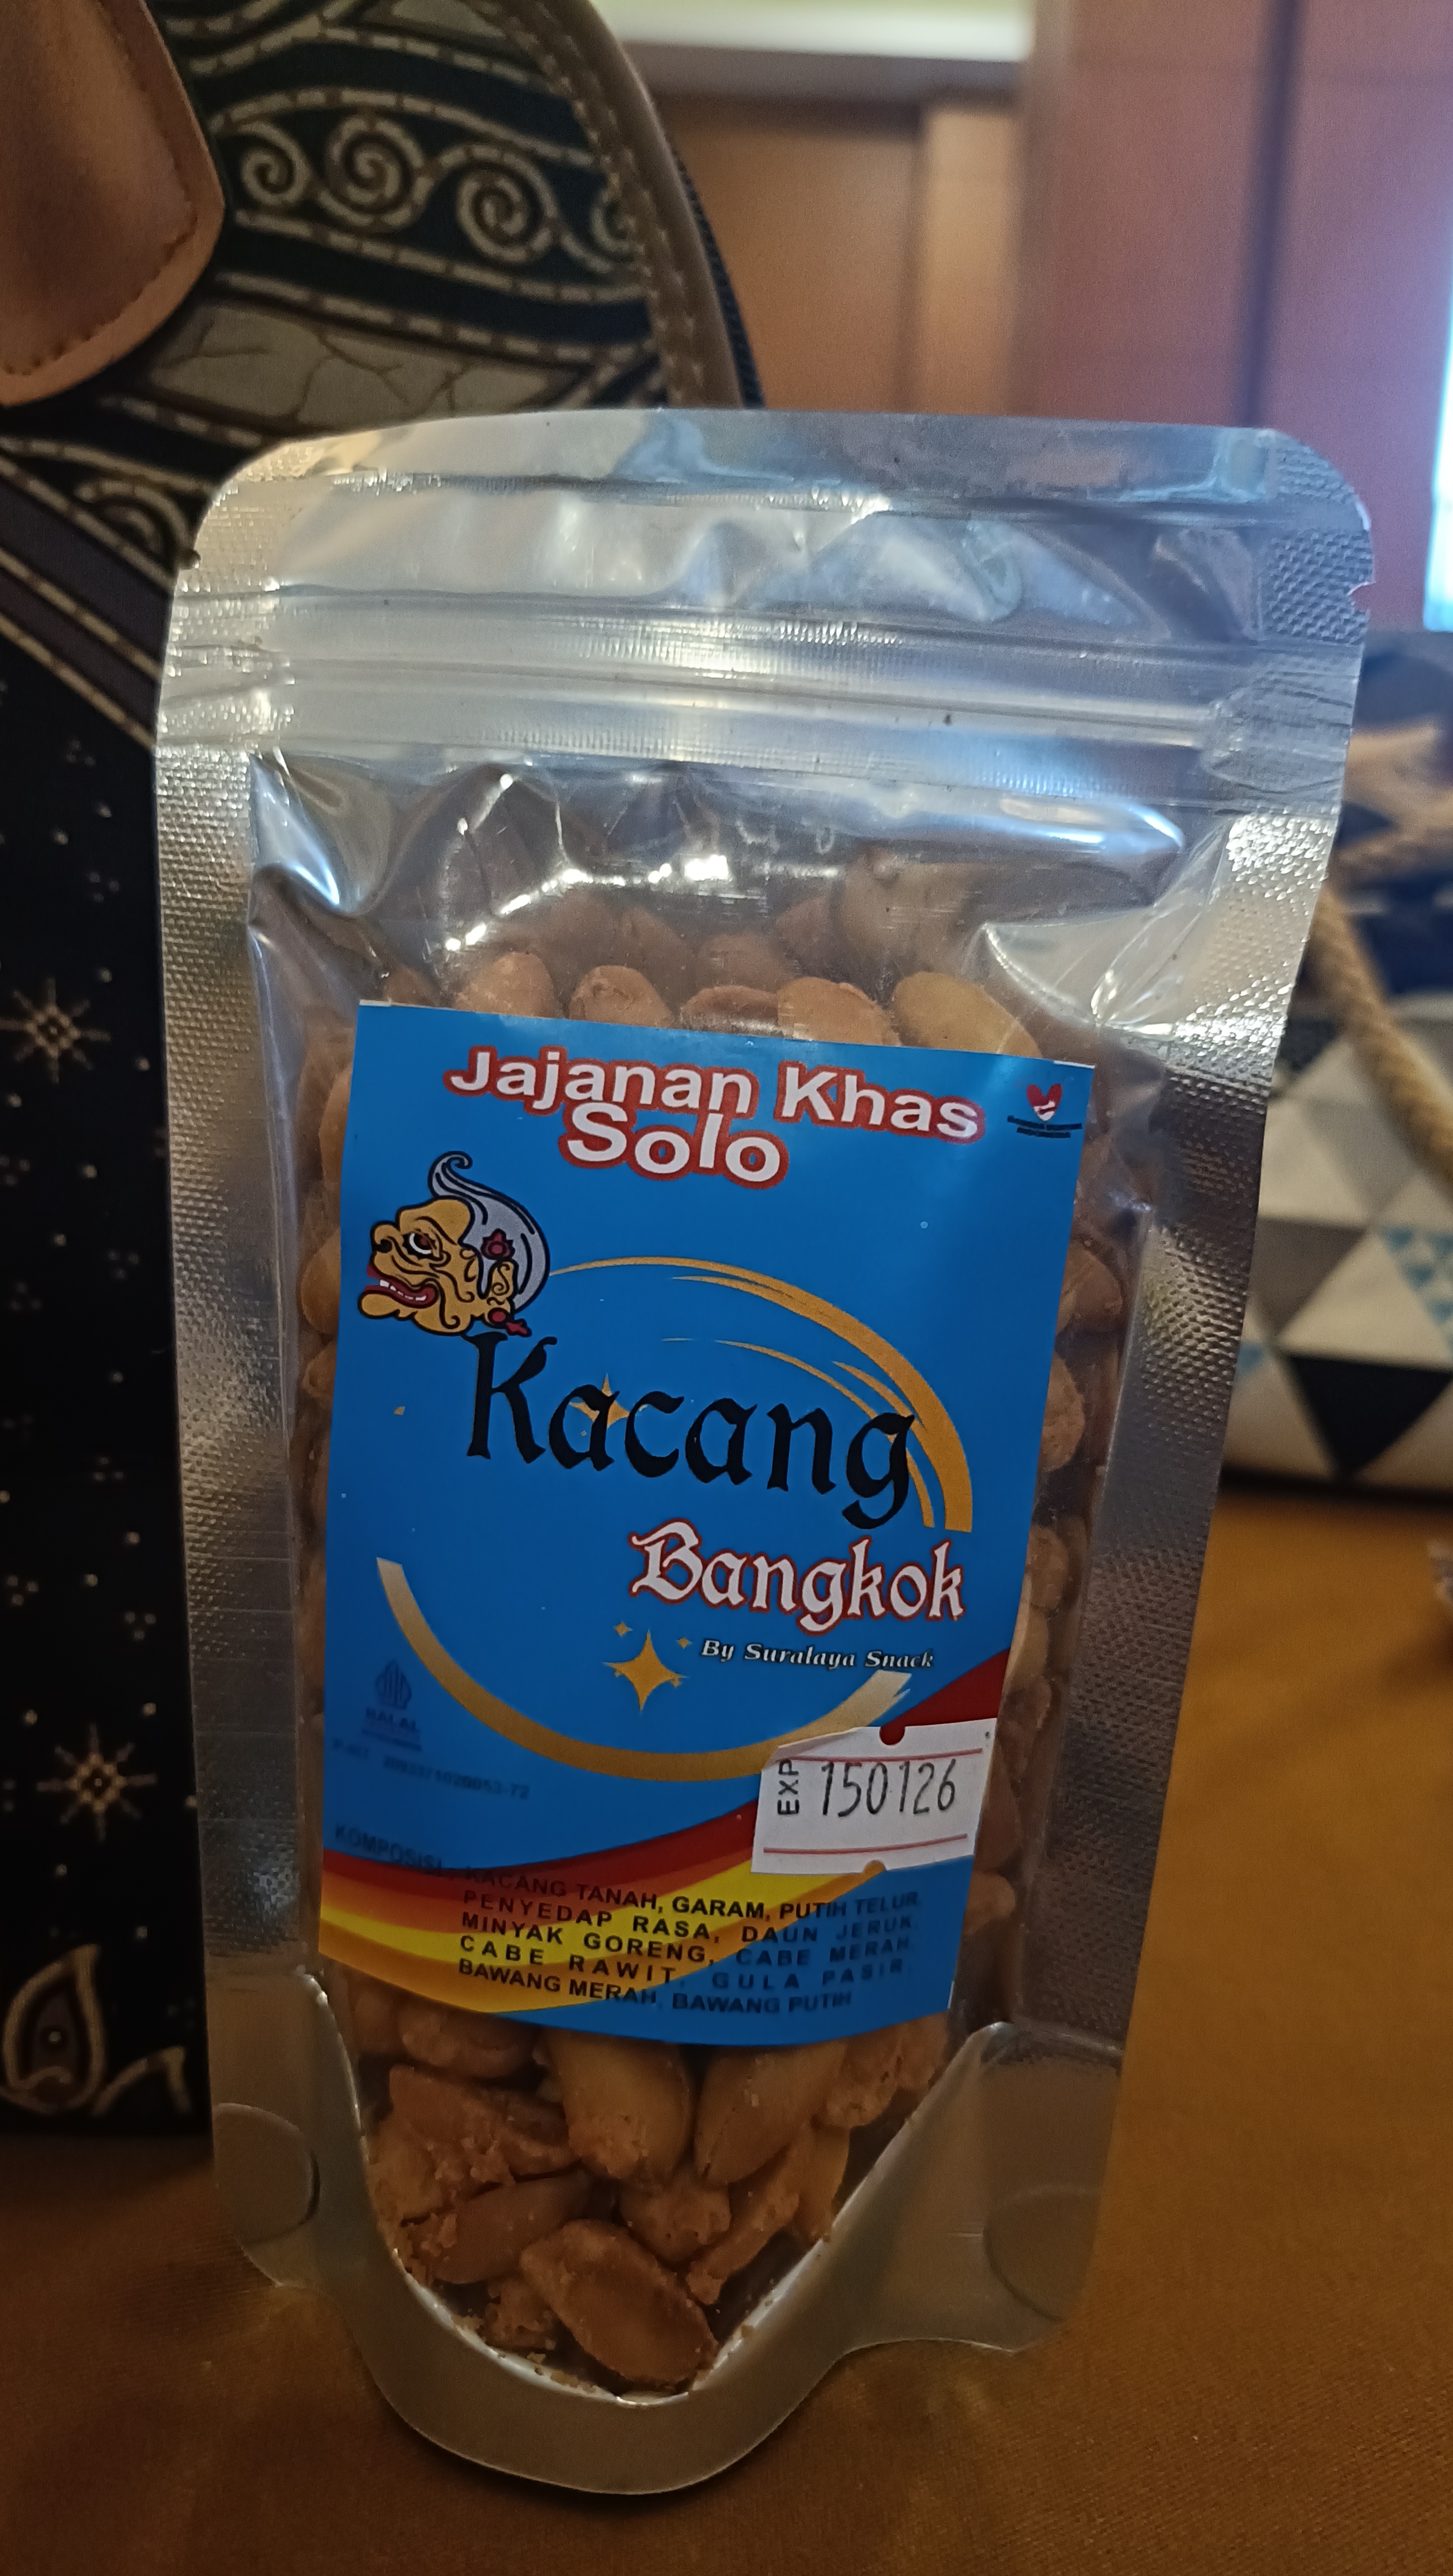 Jajanan Khas
Solo
Kacang
Bangkok
By Suralaya Snack
HALAL
EXP 150126
KOMPOSISI : KACANG TANAH, GARAM, PUTIH TELUR,
PENYEDAP RASA, DAUN JERUK,
MINYAK GORENG, CABE MERAH,
CABE RAWIT, GULA PASIR,
BAWANG MERAH, BAWANG PUTIH